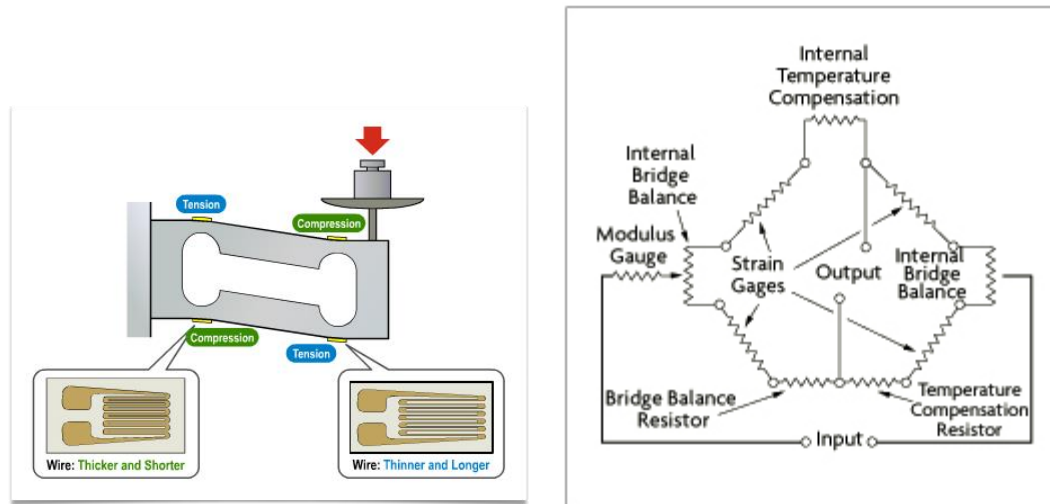 Tension
Compression
Compression
Tension
Wire: Thicker and Shorter
Wire: Thinner and Longer
Internal
Temperature
Compensation
Internal
Bridge
Balance
Modulus
Gauge
Strain
Gages
Output
Internal
Bridge
Balance
Bridge Balance
Resistor
Temperature
Compensation
Resistor
Input